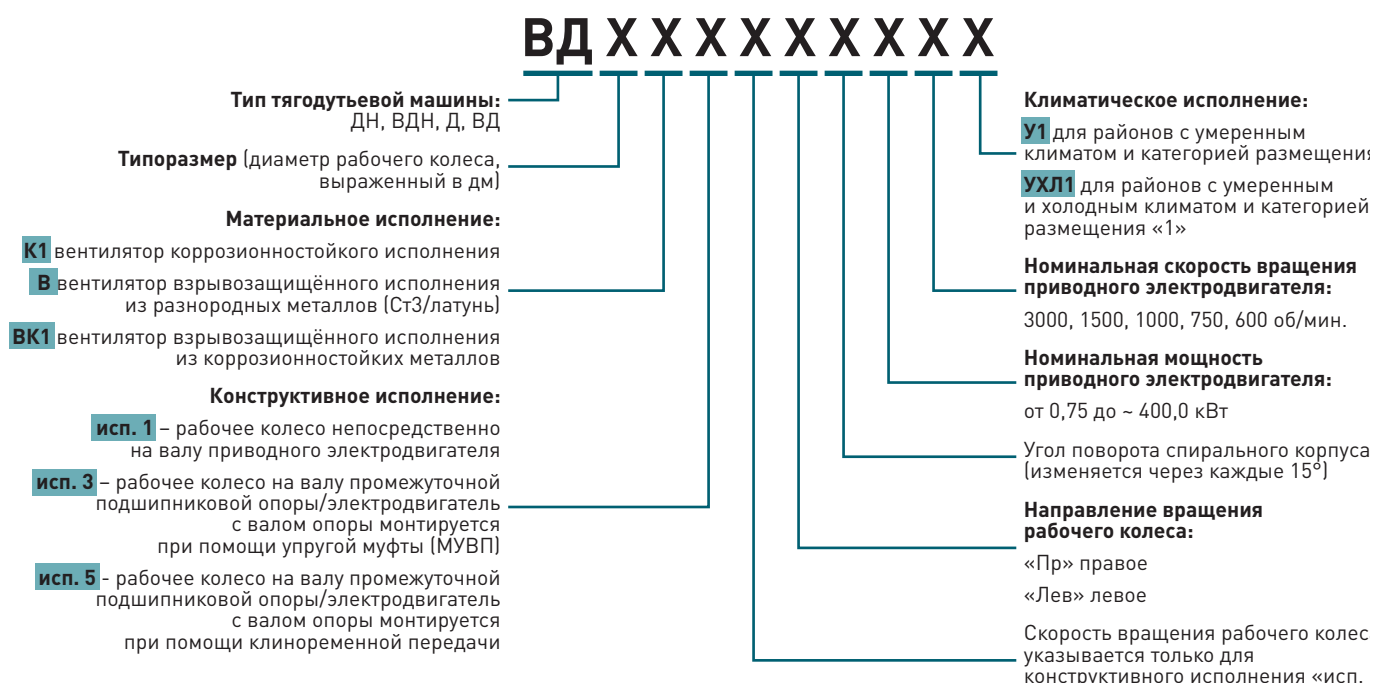 ВД Х Х Х Х Х Х Х Х Х
Тип тягодутьевой машины:
ДН, ВДН, Д, ВД
Типоразмер (диаметр рабочего колеса,
выраженный в дм)
Материальное исполнение:
К1 вентилятор коррозионностойкого исполнения
В вентилятор взрывозащищённого исполнения
из разнородных металлов (Ст3/латунь)
ВК1 вентилятор взрывозащищённого исполнения
из коррозионностойких металлов
Конструктивное исполнение:
исп. 1 – рабочее колесо непосредственно
на валу приводного электродвигателя
исп. 3 – рабочее колесо на валу промежуточной
подшипниковой опоры/электродвигатель
с валом опоры монтируется
при помощи упругой муфты (МУВП)
исп. 5 - рабочее колесо на валу промежуточной
подшипниковой опоры/электродвигатель
с валом опоры монтируется
при помощи клиноременной передачи
Климатическое исполнение:
У1 для районов с умеренным
климатом и категорией размещения
УХЛ1 для районов с умеренным
и холодным климатом и категорией
размещения «1»
Номинальная скорость вращения
приводного электродвигателя:
3000, 1500, 1000, 750, 600 об/мин.
Номинальная мощность
приводного электродвигателя:
от 0,75 до ~ 400,0 кВт
Угол поворота спирального корпуса
(изменяется через каждые 15°)
Направление вращения
рабочего колеса:
«Пр» правое
«Лев» левое
Скорость вращения рабочего колес
указывается только для
конструктивного исполнения «исп.